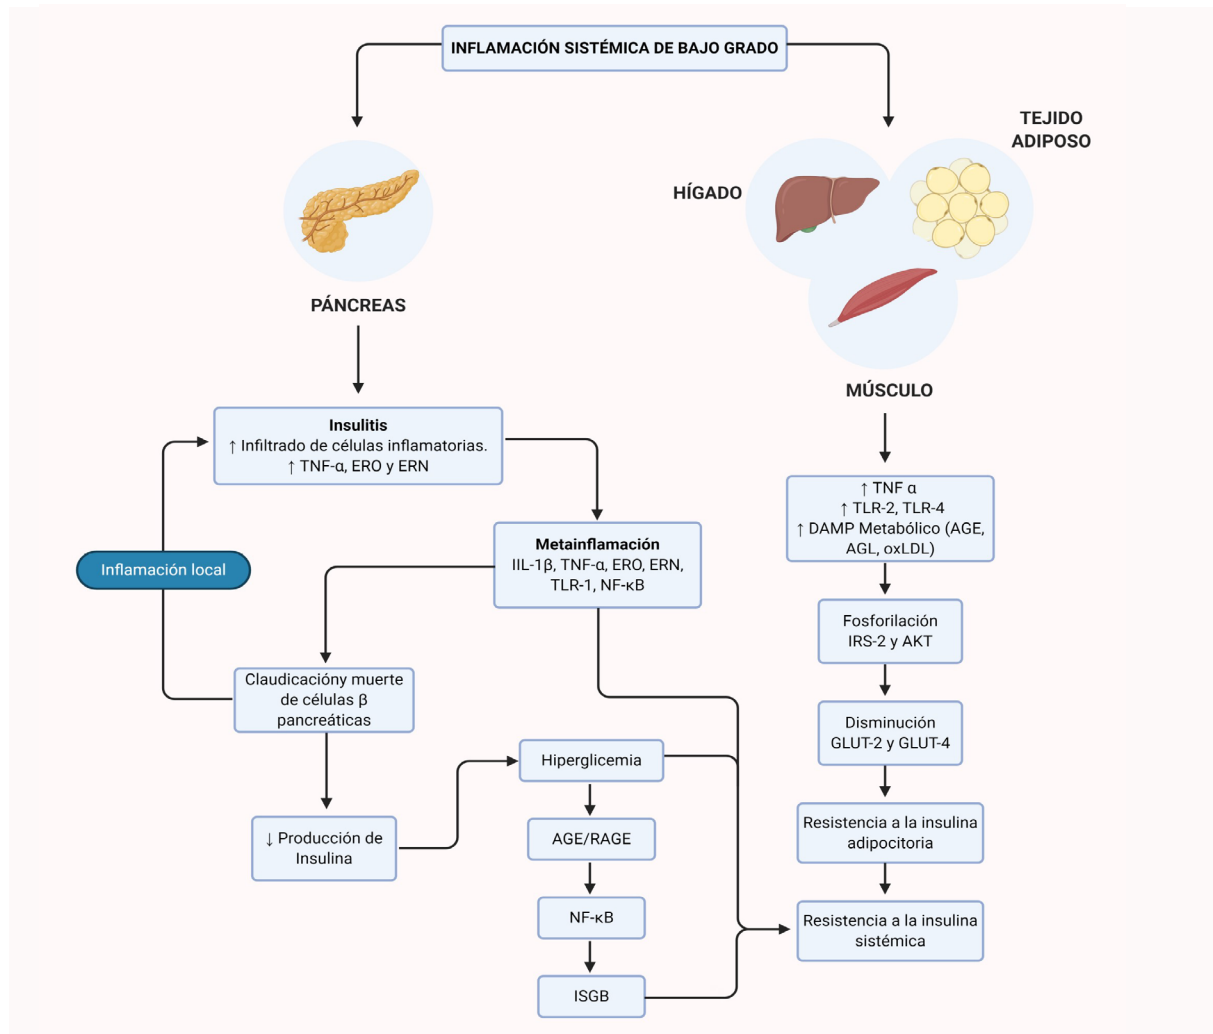 INFLAMACIÓN SISTÉMICA DE BAJO GRADO
TEJIDO
ADIPOSO
HÍGADO
PÁNCREAS
MÚSCULO
Insulitis
↑ Infiltrado de células inflamatorias.
↑ TNF-α, ERO y ERN
Metainflamación
IIL-1β, TNF-α, ERO, ERN,
TLR-1, NF-κB
Inflamación local
Claudicacióny muerte
de células β
pancreáticas
↓ Producción de
Insulina
Hiperglicemia
AGE/RAGE
NF-κB
ISGB
↑ TNF α
↑ TLR-2, TLR-4
↑ DAMP Metabólico (AGE,
AGL, oxLDL)
Fosforilación
IRS-2 y AKT
Disminución
GLUT-2 y GLUT-4
Resistencia a la insulina
adipocitoria
Resistencia a la insulina
sistémica